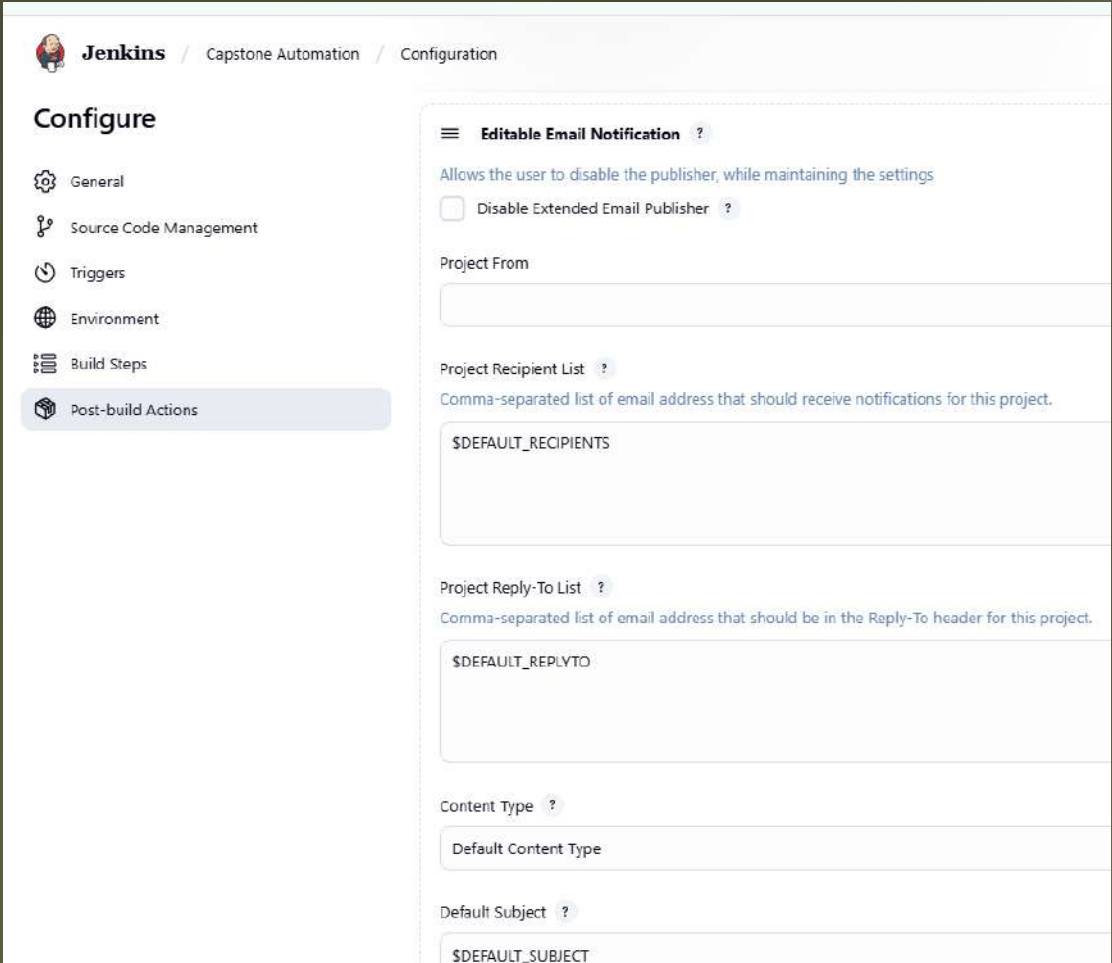 Jenkins / Capstone Automation / Configuration
Configure
General
Source Code Management
Triggers
Environment
Build Steps
Post-build Actions
Editable Email Notification ?
Allows the user to disable the publisher, while maintaining the settings
Disable Extended Email Publisher ?
Project From
Project Recipient List ?
Comma-separated list of email address that should receive notifications for this project.
$DEFAULT_RECIPIENTS
Project Reply-To List ?
Comma-separated list of email address that should be in the Reply-To header for this project.
$DEFAULT_REPLYTO
Content Type ?
Default Content Type
Default Subject ?
$DEFAULT_SUBJECT